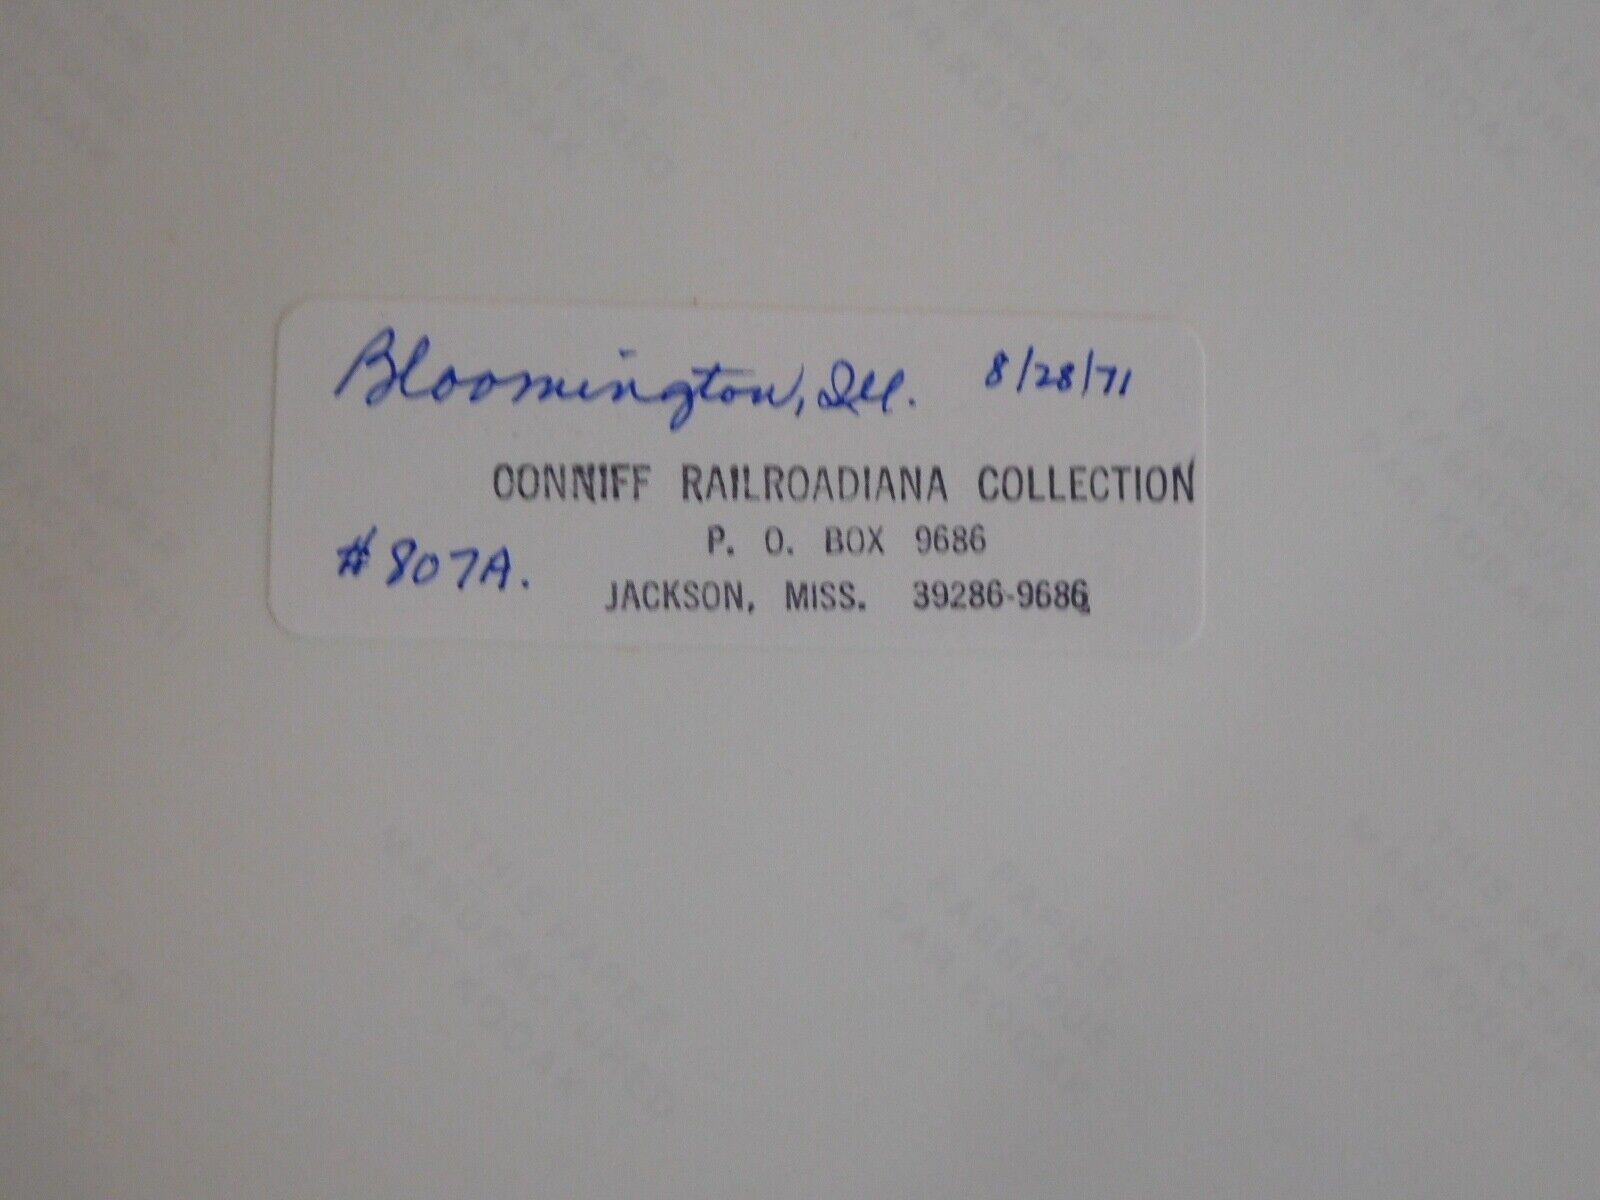 Bloomington, Ill. 8/28/71
CONNIFF RAILROADIANA COLLECTION
P. O. BOX 9686
#807A.
JACKSON, MISS. 39286-9686